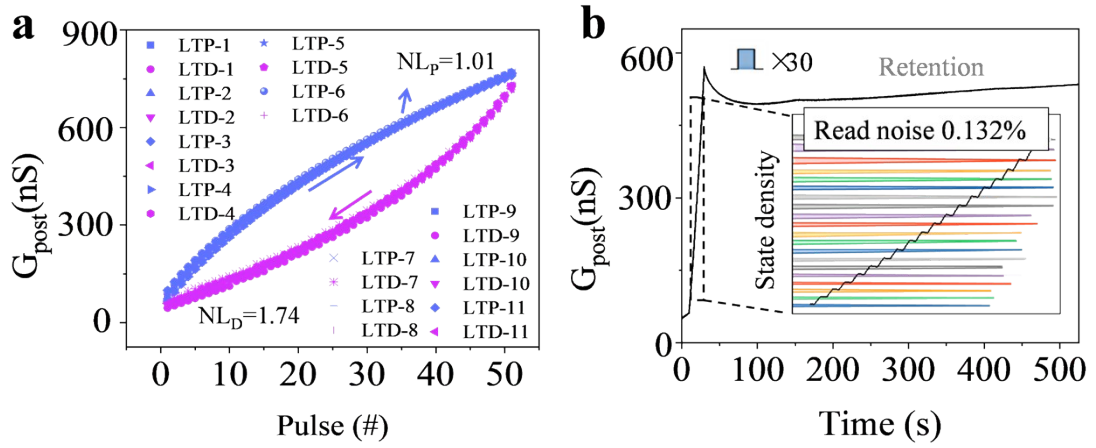 a
900
600
300
0
G_post(nS)
0
10
20
30
40
50
Pulse (#)
LTP-1
LTD-1
LTP-2
LTD-2
LTP-3
LTD-3
LTP-4
LTD-4
LTP-5
LTD-5
LTP-6
LTD-6
NL_P=1.01
NL_D=1.74
LTP-7
LTD-7
LTP-8
LTD-8
LTP-9
LTD-9
LTP-10
LTD-10
LTP-11
LTD-11
b
600
300
0
G_post(nS)
0
100
200
300
400
500
Time (s)
×30
Retention
Read noise 0.132%
State density